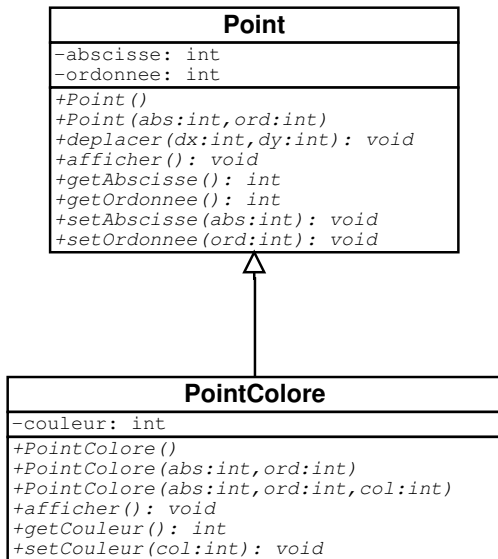 Point
-abscisse: int
-ordonnee: int
+Point()
+Point(abs:int,ord:int)
+deplacer(dx:int,dy:int): void
+afficher(): void
+getAbscisse(): int
+getOrdonnee(): int
+setAbscisse(abs:int): void
+setOrdonnee(ord:int): void
PointColore
-couleur: int
+PointColore()
+PointColore(abs:int,ord:int)
+PointColore(abs:int,ord:int,col:int)
+afficher(): void
+getCouleur(): int
+setCouleur(col:int): void